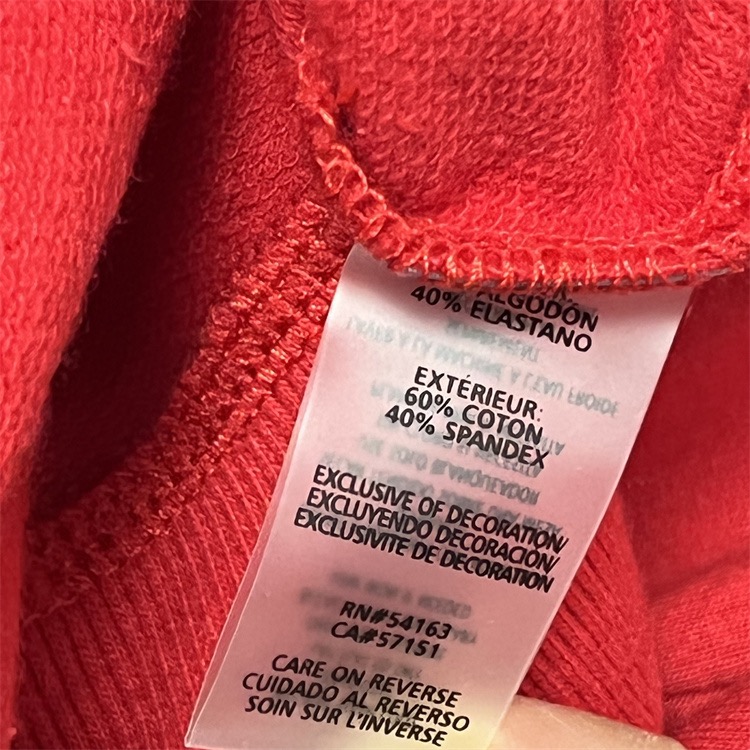 ALGODÓN
40% ELASTANO
EXTÉRIEUR:
60% COTON
40% SPANDEX
EXCLUSIVE OF DECORATION/
EXCLUYENDO DECORACIÓN/
EXCLUSIVITE DE DECORATION
RN#54163
CA#57151
CARE ON REVERSE
CUIDADO AL REVERSO
SOIN SUR L'INVERSE